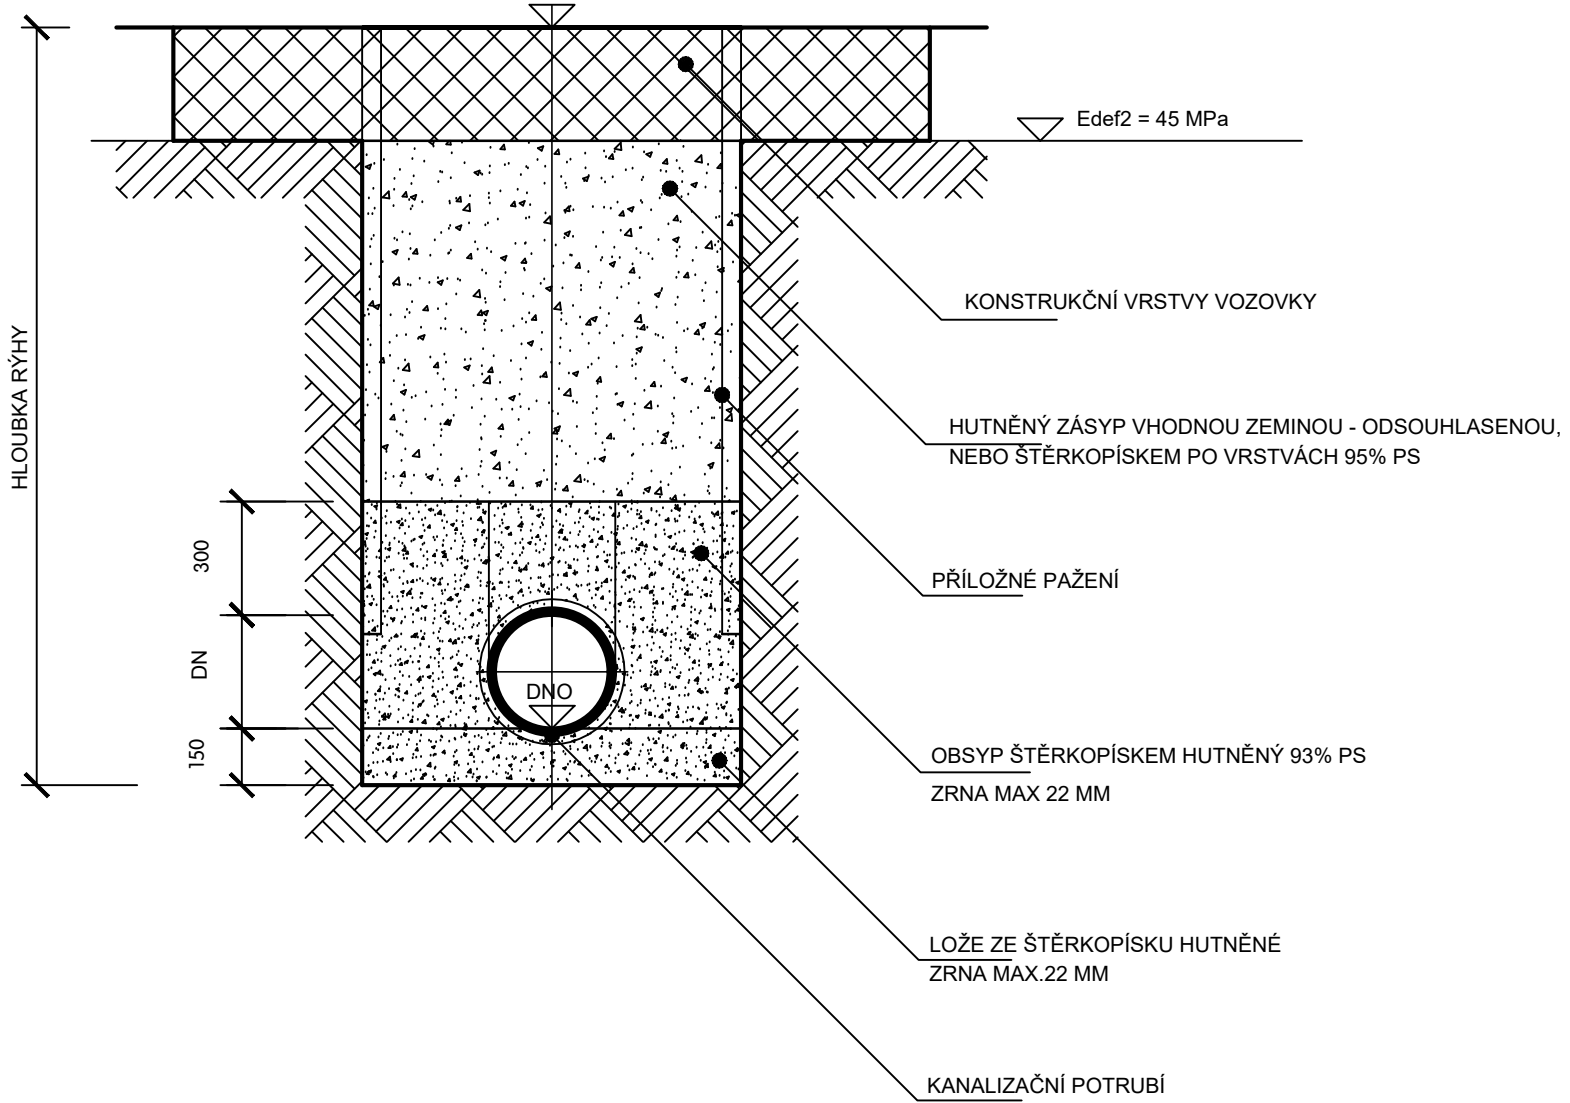 Edef2 = 45 MPa
KONSTRUKČNÍ VRSTVY VOZOVKY
HLOUBKA RÝHY
HUTNĚNÝ ZÁSYP VHODNOU ZEMINOU - ODSOUHLASENOU,
NEBO ŠTĚRKOPÍSKEM PO VRSTVÁCH 95% PS
300
PŘÍLOŽNÉ PAŽENÍ
DN
DNO
150
OBSYP ŠTĚRKOPÍSKEM HUTNĚNÝ 93% PS
ZRNA MAX 22 MM
LOŽE ZE ŠTĚRKOPÍSKU HUTNĚNÉ
ZRNA MAX.22 MM
KANALIZAČNÍ POTRUBÍ